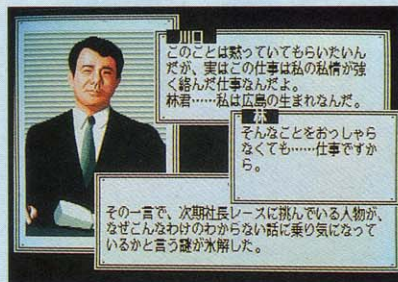 川口
このことは黙っていてもらいたいん
だが、実はこの仕事は私の私情が強
く絡んだ仕事なんだよ。
林君……私は広島の生まれなんだ。
林
そんなことをおっしゃら
なくても……仕事ですか
ら。
その一言で、次期社長レースに挑んでいる人物が、
なぜこんなわけのわからない話に乗り気になって
いるかと言う謎が氷解した。